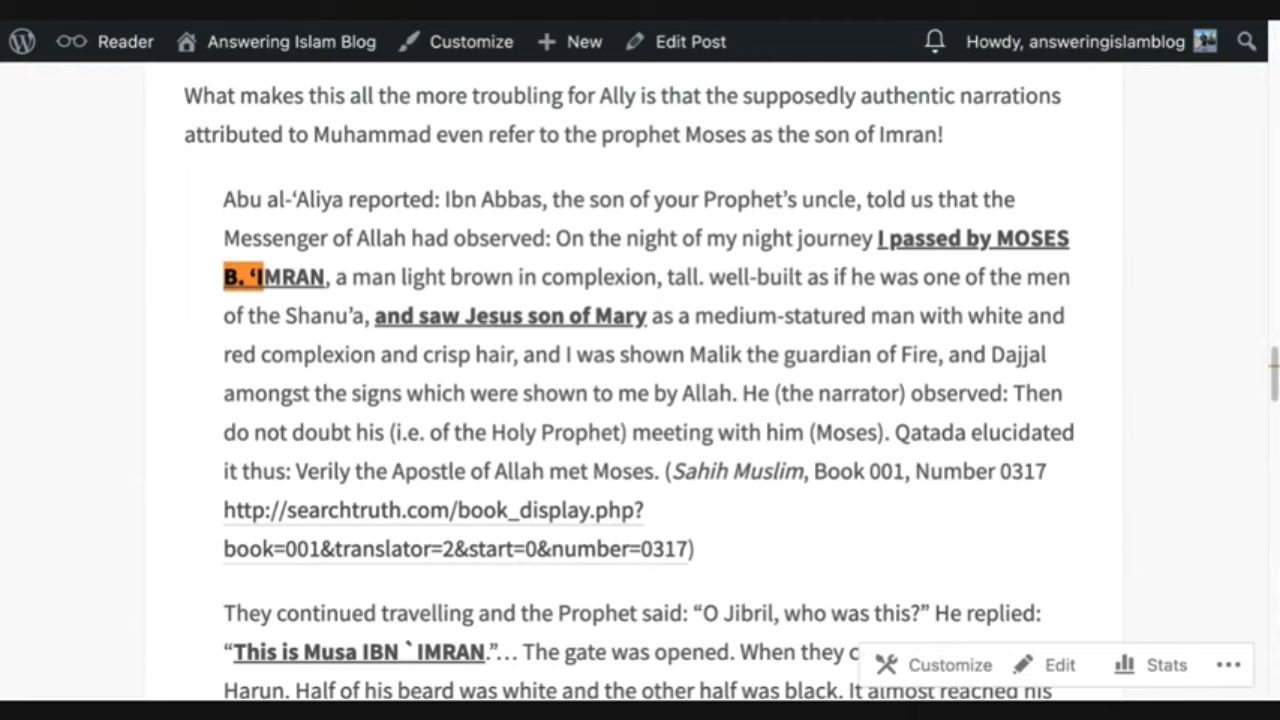 Reader Answering Islam Blog Customize New Edit Post Howdy, answeringislamblog
What makes this all the more troubling for Ally is that the supposedly authentic narrations
attributed to Muhammad even refer to the prophet Moses as the son of Imran!
Abu al-‘Aliya reported: Ibn Abbas, the son of your Prophet’s uncle, told us that the
Messenger of Allah had observed: On the night of my night journey I passed by MOSES
B. ‘IMRAN, a man light brown in complexion, tall. well-built as if he was one of the men
of the Shanu’a, and saw Jesus son of Mary as a medium-statured man with white and
red complexion and crisp hair, and I was shown Malik the guardian of Fire, and Dajjal
amongst the signs which were shown to me by Allah. He (the narrator) observed: Then
do not doubt his (i.e. of the Holy Prophet) meeting with him (Moses). Qatada elucidated
it thus: Verily the Apostle of Allah met Moses. (Sahih Muslim, Book 001, Number 0317
http://searchtruth.com/book_display.php?
book=001&translator=2&start=0&number=0317)
They continued travelling and the Prophet said: “O Jibril, who was this?” He replied:
“This is Musa IBN `IMRAN.”… The gate was opened. When they
Harun. Half of his beard was white and the other half was black. It almost reached his
Customize Edit Stats